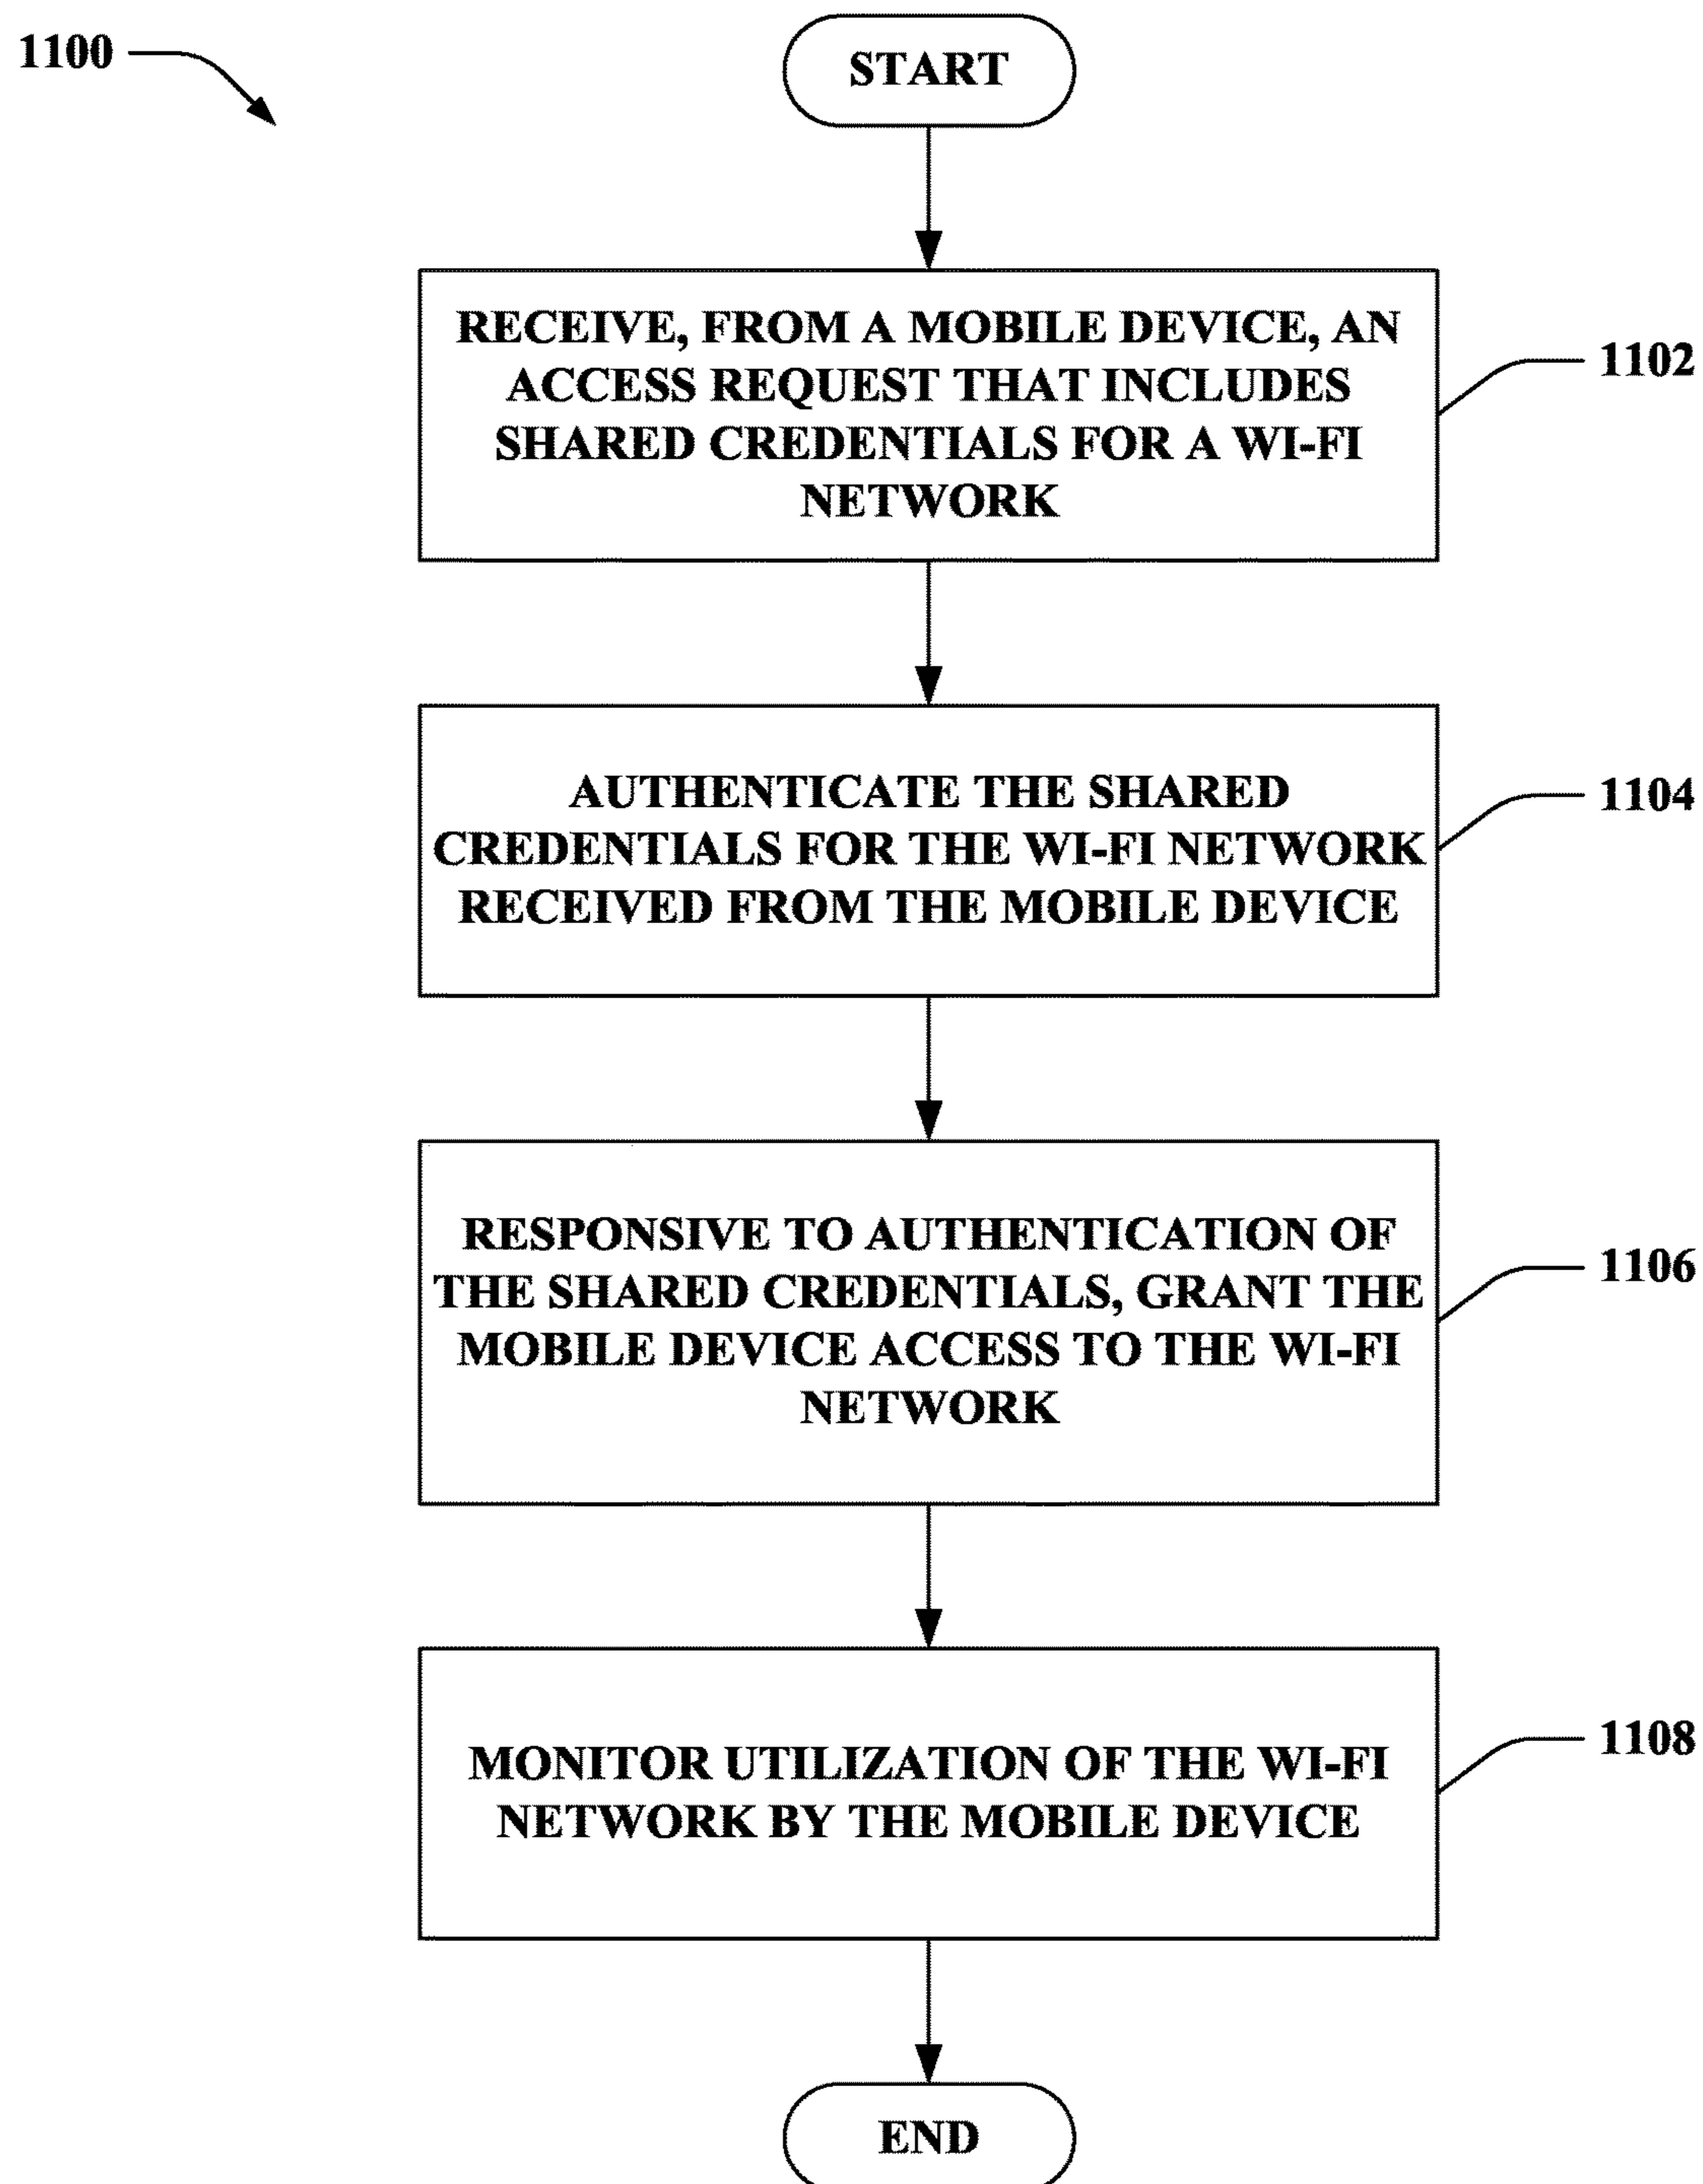 1100
START
RECEIVE, FROM A MOBILE DEVICE, AN
ACCESS REQUEST THAT INCLUDES
SHARED CREDENTIALS FOR A WI-FI
NETWORK
1102
AUTHENTICATE THE SHARED
CREDENTIALS FOR THE WI-FI NETWORK
RECEIVED FROM THE MOBILE DEVICE
1104
RESPONSIVE TO AUTHENTICATION OF
THE SHARED CREDENTIALS, GRANT THE
MOBILE DEVICE ACCESS TO THE WI-FI
NETWORK
1106
MONITOR UTILIZATION OF THE WI-FI
NETWORK BY THE MOBILE DEVICE
1108
END